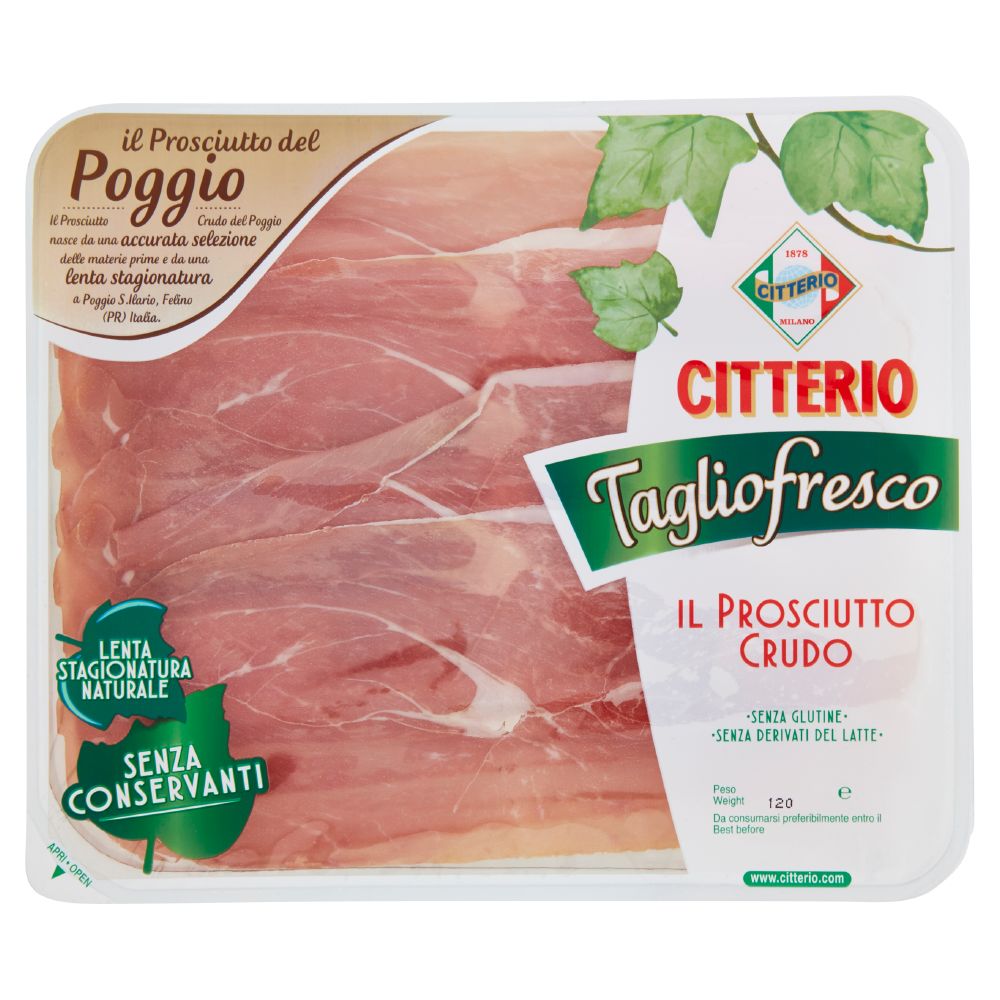 il Prosciutto del
Poggio
Il Prosciutto Crudo del Poggio
nasce da una accurata selezione
delle materie prime e da una
lenta stagionatura
a Poggio S.Ilario, Felino
(PR) Italia.
1878
CITTERIO
MILANO
CITTERIO
Tagliofresco
IL PROSCIUTTO
CRUDO
LENTA
STAGIONATURA
NATURALE
SENZA
CONSERVANTI
•SENZA GLUTINE•
•SENZA DERIVATI DEL LATTE•
Peso
Weight 120 e
Da consumarsi preferibilmente entro il
Best before
APRI • OPEN
www.citterio.com